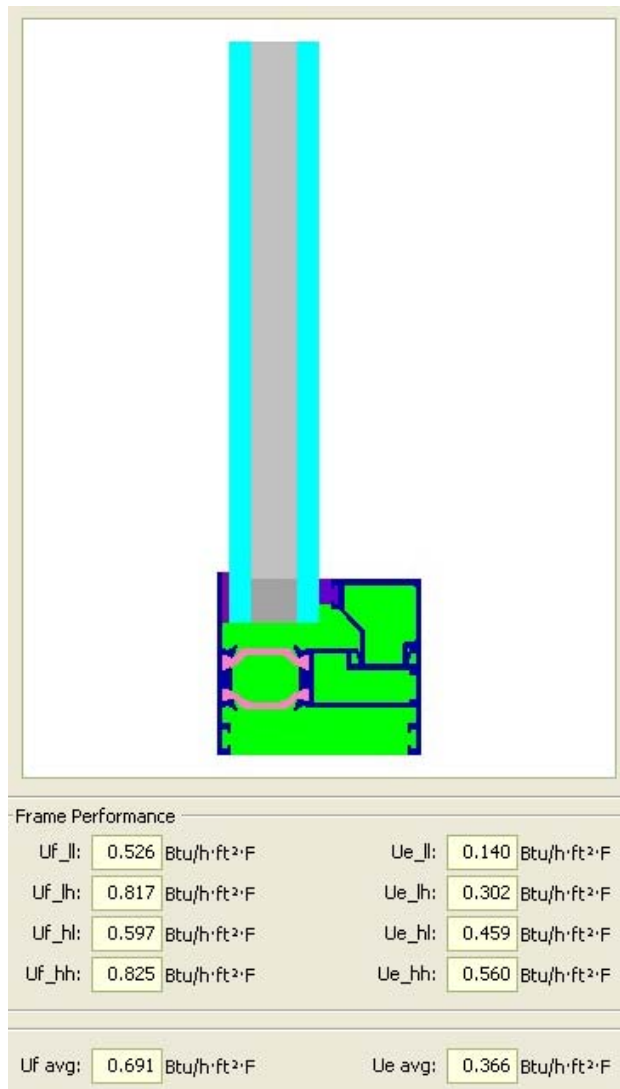 Frame Performance
Uf_ll: 0.526 Btu/h·ft²·F Ue_ll: 0.140 Btu/h·ft²·F
Uf_lh: 0.817 Btu/h·ft²·F Ue_lh: 0.302 Btu/h·ft²·F
Uf_hl: 0.597 Btu/h·ft²·F Ue_hl: 0.459 Btu/h·ft²·F
Uf_hh: 0.825 Btu/h·ft²·F Ue_hh: 0.560 Btu/h·ft²·F
Uf avg: 0.691 Btu/h·ft²·F Ue avg: 0.366 Btu/h·ft²·F